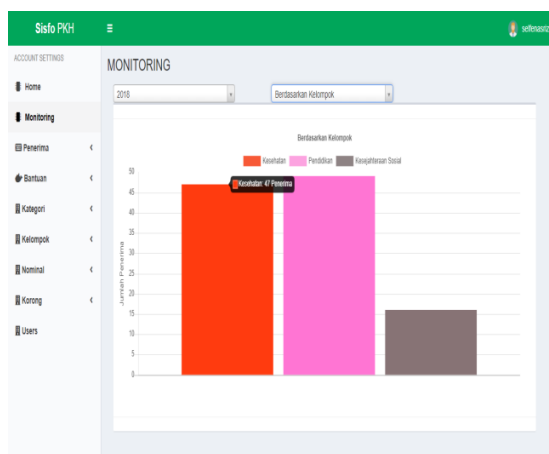 Sisfo PKH
selfenasriz
ACCOUNT SETTINGS
Home
Monitoring
Penerima
Bantuan
Kategori
Kelompok
Nominal
Korong
Users
MONITORING
2018
Berdasarkan Kelompok
Berdasarkan Kelompok
Kesehatan Pendidikan Kesejahteraan Sosial
Kesehatan: 47 Penerima
Jumlah Penerima
50
45
40
35
30
25
20
15
10
5
0